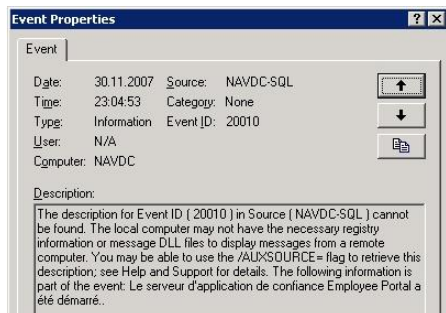 Event Properties
Event
Date: 30.11.2007 Source: NAVDC-SQL
Time: 23:04:53 Category: None
Type: Information Event ID: 20010
User: N/A
Computer: NAVDC
Description:
The description for Event ID ( 20010 ) in Source ( NAVDC-SQL ) cannot
be found. The local computer may not have the necessary registry
information or message DLL files to display messages from a remote
computer. You may be able to use the /AUXSOURCE= flag to retrieve this
description; see Help and Support for details. The following information is
part of the event: Le serveur d'application de confiance Employee Portal a
été démarré..